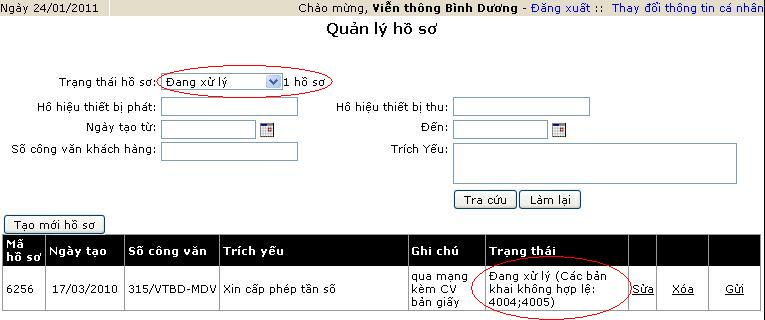 Ngày 24/01/2011 Chào mừng, Viễn thông Bình Dương - Đăng xuất :: Thay đổi thông tin cá nhân
Quản lý hồ sơ
Trạng thái hồ sơ: Đang xử lý 1 hồ sơ
Hô hiệu thiết bị phát: Hô hiệu thiết bị thu:
Ngày tạo từ: Đến:
Số công văn khách hàng: Trích Yếu:
Tra cứu Làm lại
Tạo mới hồ sơ
Mã hồ sơ Ngày tạo Số công văn Trích yếu Ghi chú Trạng thái
6256 17/03/2010 315/VTBD-MDV Xin cấp phép tần số qua mạng kèm CV bản giấy Đang xử lý (Các bản khai không hợp lệ: 4004;4005) Sửa Xóa Gửi